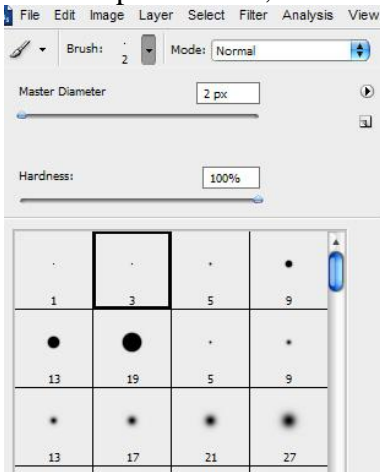 File Edit Image Layer Select Filter Analysis View
Brush: 2 Mode: Normal
Master Diameter 2 px
Hardness: 100%
1 3 5 9
13 19 5 9
13 17 21 27